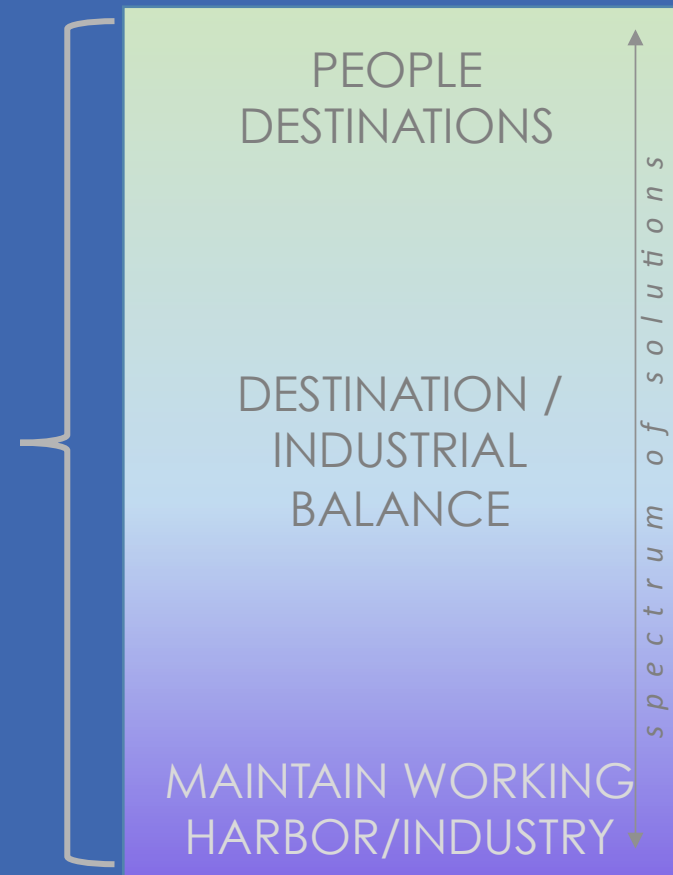 PEOPLE
DESTINATIONS
DESTINATION /
INDUSTRIAL
BALANCE
MAINTAIN WORKING
HARBOR/INDUSTRY
spectrum of solutions